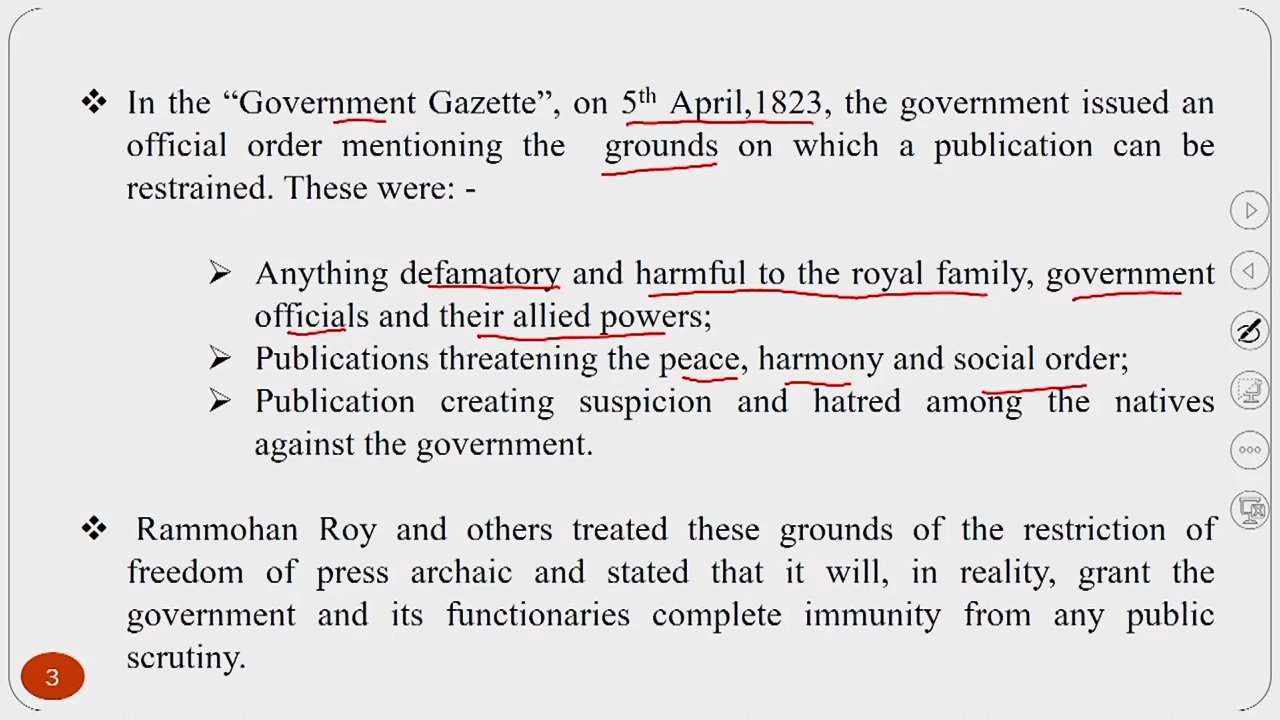 ❖ In the “Government Gazette”, on 5th April,1823, the government issued an
official order mentioning the grounds on which a publication can be
restrained. These were: -
➢ Anything defamatory and harmful to the royal family, government
officials and their allied powers;
➢ Publications threatening the peace, harmony and social order;
➢ Publication creating suspicion and hatred among the natives
against the government.
❖ Rammohan Roy and others treated these grounds of the restriction of
freedom of press archaic and stated that it will, in reality, grant the
government and its functionaries complete immunity from any public
scrutiny.
3